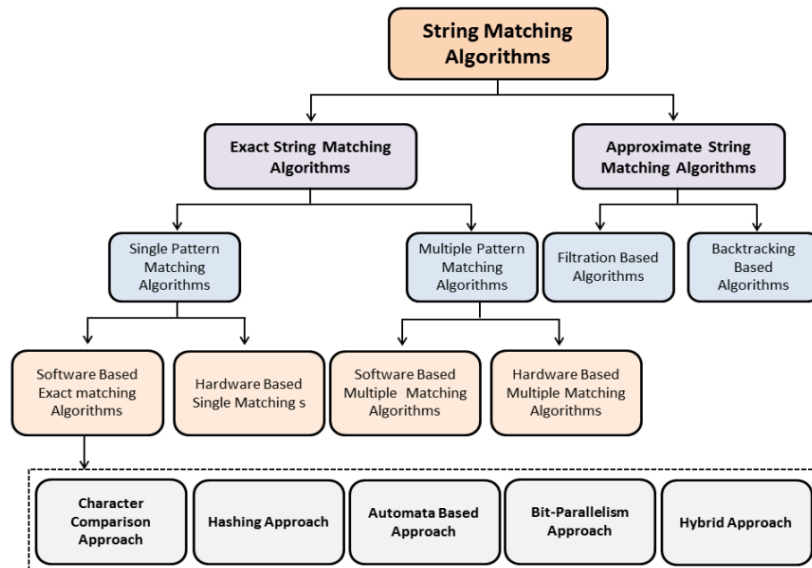 String Matching
Algorithms
Exact String Matching
Algorithms
Approximate String
Matching Algorithms
Single Pattern
Matching
Algorithms
Multiple Pattern
Matching
Algorithms
Filtration Based
Algorithms
Backtracking
Based
Algorithms
Software Based
Exact matching
Algorithms
Hardware Based
Single Matching s
Software Based
Multiple Matching
Algorithms
Hardware Based
Multiple Matching
Algorithms
Character
Comparison
Approach
Hashing Approach
Automata Based
Approach
Bit-Parallelism
Approach
Hybrid Approach